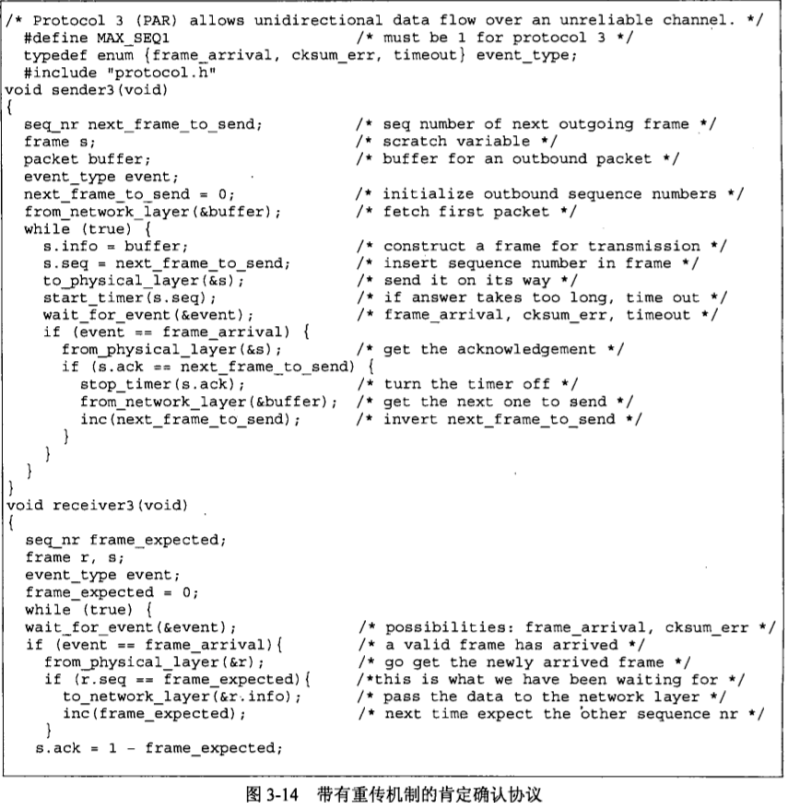 /* Protocol 3 (PAR) allows unidirectional data flow over an unreliable channel. */
#define MAX_SEQ1 /* must be 1 for protocol 3 */
typedef enum {frame_arrival, cksum_err, timeout} event_type;
#include "protocol.h"
void sender3(void)
{
seq_nr next_frame_to_send; /* seq number of next outgoing frame */
frame s; /* scratch variable */
packet buffer; /* buffer for an outbound packet */
event_type event;
next_frame_to_send = 0; /* initialize outbound sequence numbers */
from_network_layer(&buffer); /* fetch first packet */
while (true) {
s.info = buffer; /* construct a frame for transmission */
s.seq = next_frame_to_send; /* insert sequence number in frame */
to_physical_layer(&s); /* send it on its way */
start_timer(s.seq); /* if answer takes too long, time out */
wait_for_event(&event); /* frame_arrival, cksum_err, timeout */
if (event == frame_arrival) {
from_physical_layer(&s); /* get the acknowledgement */
if (s.ack == next_frame_to_send) {
stop_timer(s.ack); /* turn the timer off */
from_network_layer(&buffer); /* get the next one to send */
inc(next_frame_to_send); /* invert next_frame_to_send */
}
}
}
}
void receiver3(void)
{
seq_nr frame_expected;
frame r, s;
event_type event;
frame_expected = 0;
while (true) {
wait_for_event(&event); /* possibilities: frame_arrival, cksum_err */
if (event == frame_arrival){ /* a valid frame has arrived */
from_physical_layer(&r); /* go get the newly arrived frame */
if (r.seq == frame_expected){ /*this is what we have been waiting for */
to_network_layer(&r.info); /* pass the data to the network layer */
inc(frame_expected); /* next time expect the other sequence nr */
}
s.ack = 1 - frame_expected;
图 3-14 带有重传机制的肯定确认协议